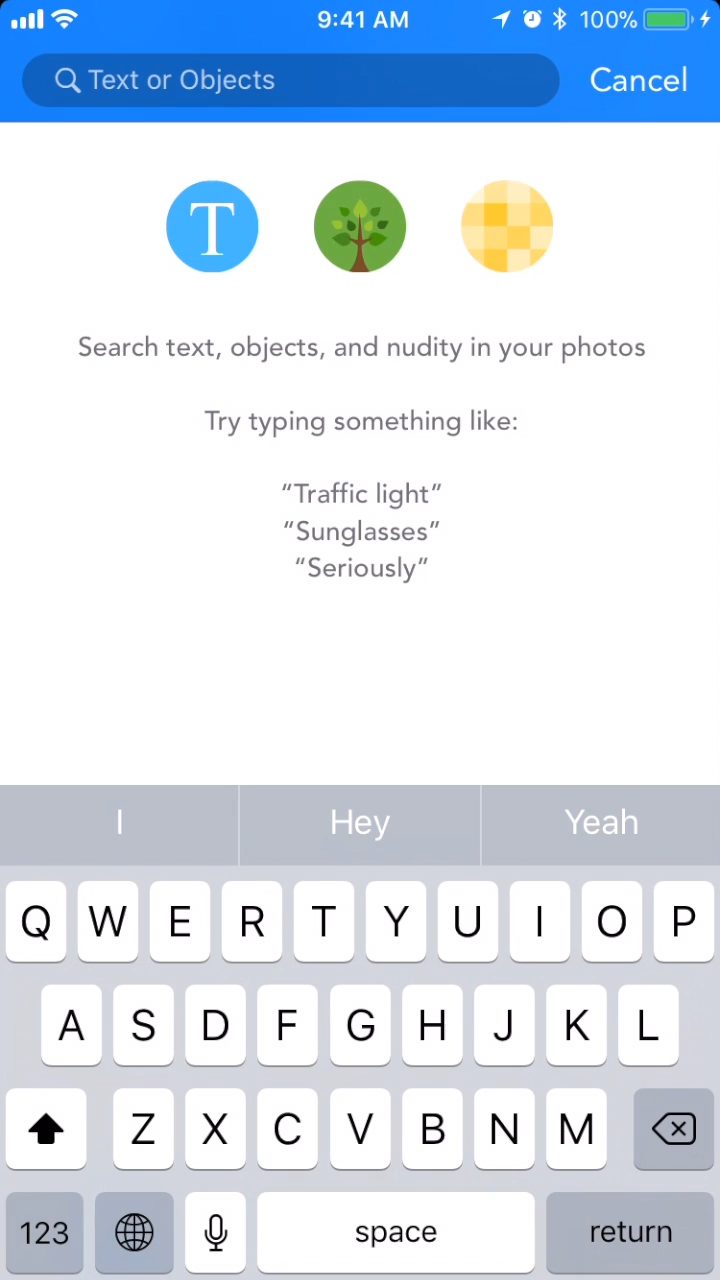 9:41 AM 100%
Text or Objects Cancel
T
Search text, objects, and nudity in your photos
Try typing something like:
“Traffic light”
“Sunglasses”
“Seriously”
I Hey Yeah
Q W E R T Y U I O P
A S D F G H J K L
Z X C V B N M
123 space return